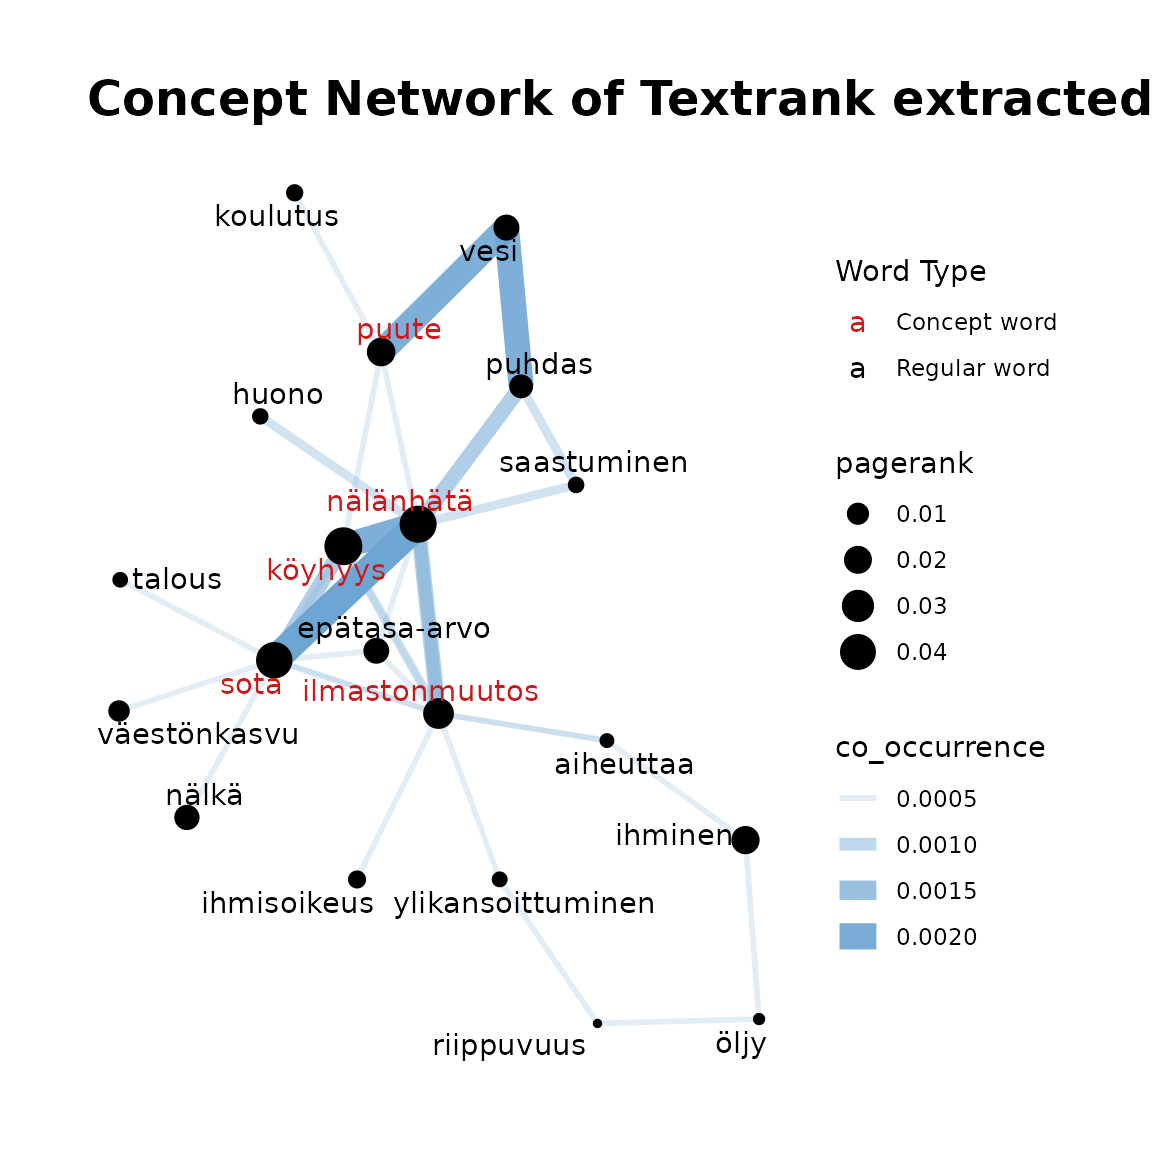 Concept Network of Textrank extracted
koulutus
vesi
puute
puhdas
huono
saastuminen
nälänhätä
köyhyys
talous
epätasa-arvo
sota
ilmastonmuutos
väestönkasvu
aiheuttaa
nälkä
ihminen
ihmisoikeus
ylikansoittuminen
riippuvuus
öljy
Word Type
a Concept word
a Regular word
pagerank
0.01
0.02
0.03
0.04
co_occurrence
0.0005
0.0010
0.0015
0.0020